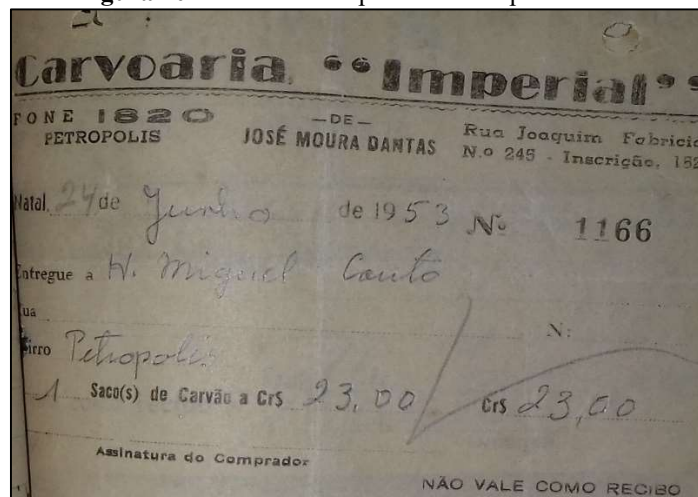 Carvoaria "Imperial"
FONE 1820
PETROPOLIS
—DE—
JOSÉ MOURA DANTAS
Rua Joaquim Fabricio
N.o 245 - Inscrição, 182
Natal, 24 de Junho de 1953 No 1166
Entregue a H. Miguel Couto
Rua N:
Bairro Petropolis
1 Saco(s) de Carvão a Cr$ 23,00 Cr$ 23,00
Assinatura do Comprador
NÃO VALE COMO RECIBO